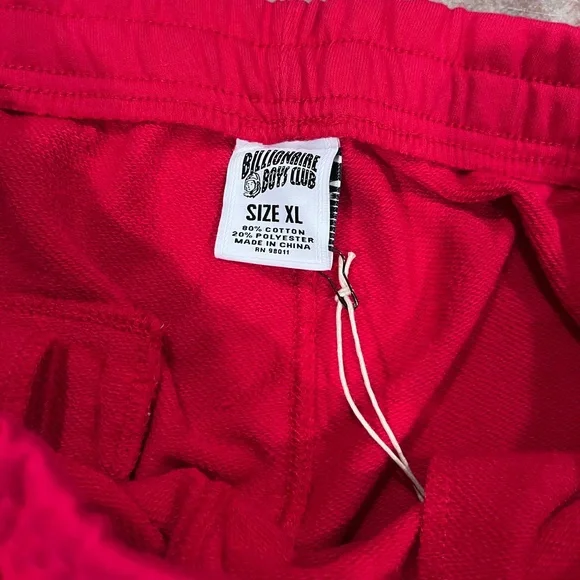 BILLIONAIRE
BOYS CLUB
SIZE XL
80% COTTON
20% POLYESTER
MADE IN CHINA
RN 98011